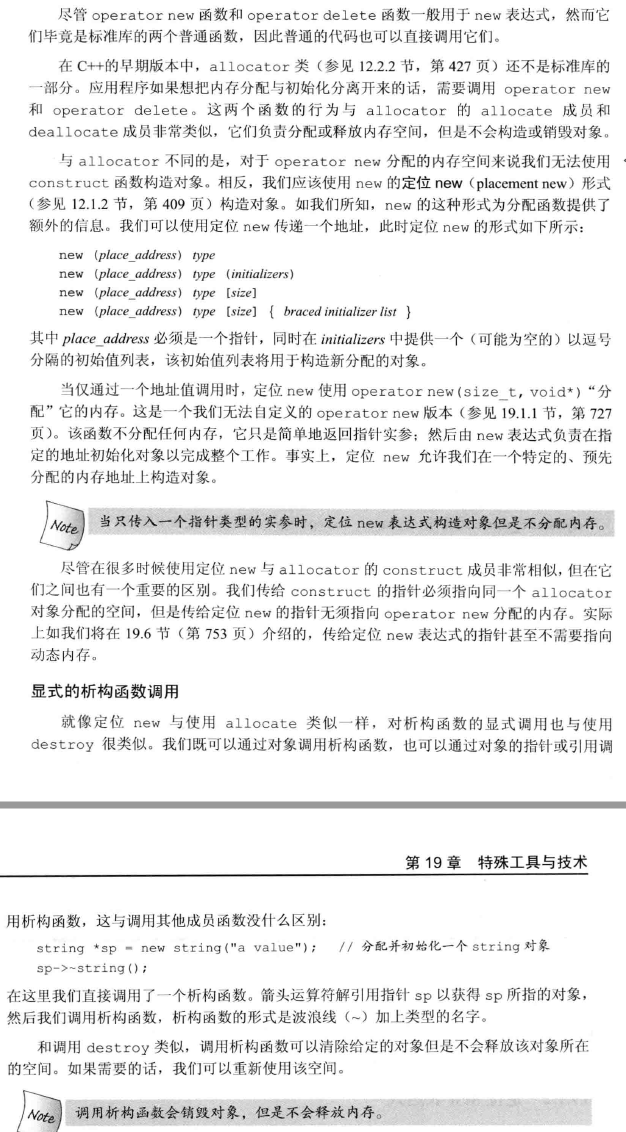 尽管 operator new 函数和 operator delete 函数一般用于 new 表达式，然而它
们毕竟是标准库的两个普通函数，因此普通的代码也可以直接调用它们。
在 C++的早期版本中，allocator 类（参见 12.2.2 节，第 427 页）还不是标准库的
一部分。应用程序如果想把内存分配与初始化分离开来的话，需要调用 operator new
和 operator delete。这两个函数的行为与 allocator 的 allocate 成员和
deallocate 成员非常类似，它们负责分配或释放内存空间，但是不会构造或销毁对象。
与 allocator 不同的是，对于 operator new 分配的内存空间来说我们无法使用
construct 函数构造对象。相反，我们应该使用 new 的定位 new（placement new）形式
（参见 12.1.2 节，第 409 页）构造对象。如我们所知，new 的这种形式为分配函数提供了
额外的信息。我们可以使用定位 new 传递一个地址，此时定位 new 的形式如下所示：
new (place_address) type
new (place_address) type (initializers)
new (place_address) type [size]
new (place_address) type [size] { braced initializer list }
其中 place_address 必须是一个指针，同时在 initializers 中提供一个（可能为空的）以逗号
分隔的初始值列表，该初始值列表将用于构造新分配的对象。
当仅通过一个地址值调用时，定位 new 使用 operator new(size_t, void*)“分
配”它的内存。这是一个我们无法自定义的 operator new 版本（参见 19.1.1 节，第 727
页）。该函数不分配任何内存，它只是简单地返回指针实参；然后由 new 表达式负责在指
定的地址初始化对象以完成整个工作。事实上，定位 new 允许我们在一个特定的、预先
分配的内存地址上构造对象。
Note 当只传入一个指针类型的实参时，定位 new 表达式构造对象但是不分配内存。
尽管在很多时候使用定位 new 与 allocator 的 construct 成员非常相似，但在它
们之间也有一个重要的区别。我们传给 construct 的指针必须指向同一个 allocator
对象分配的空间，但是传给定位 new 的指针无须指向 operator new 分配的内存。实际
上如我们将在 19.6 节（第 753 页）介绍的，传给定位 new 表达式的指针甚至不需要指向
动态内存。
显式的析构函数调用
就像定位 new 与使用 allocate 类似一样，对析构函数的显式调用也与使用
destroy 很类似。我们既可以通过对象调用析构函数，也可以通过对象的指针或引用调
第 19 章 特殊工具与技术
用析构函数，这与调用其他成员函数没什么区别：
string *sp = new string("a value"); // 分配并初始化一个 string 对象
sp->~string();
在这里我们直接调用了一个析构函数。箭头运算符解引用指针 sp 以获得 sp 所指的对象，
然后我们调用析构函数，析构函数的形式是波浪线（~）加上类型的名字。
和调用 destroy 类似，调用析构函数可以清除给定的对象但是不会释放该对象所在
的空间。如果需要的话，我们可以重新使用该空间。
Note 调用析构函数会销毁对象，但是不会释放内存。